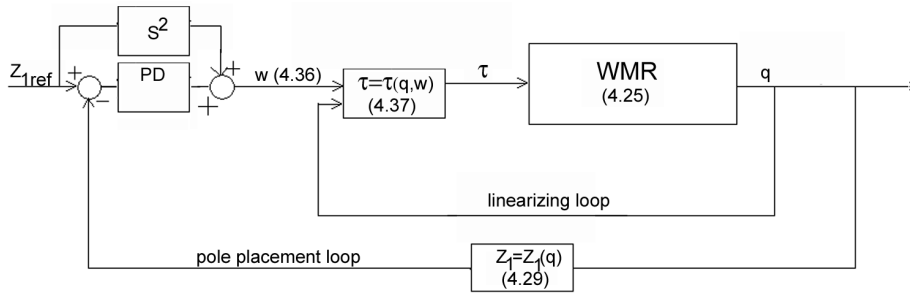 S²
Z₁ref
+
−
PD
+
+
w (4.36)
τ=τ(q,w)
(4.37)
τ
WMR
(4.25)
q
linearizing loop
pole placement loop
Z₁=Z₁(q)
(4.29)